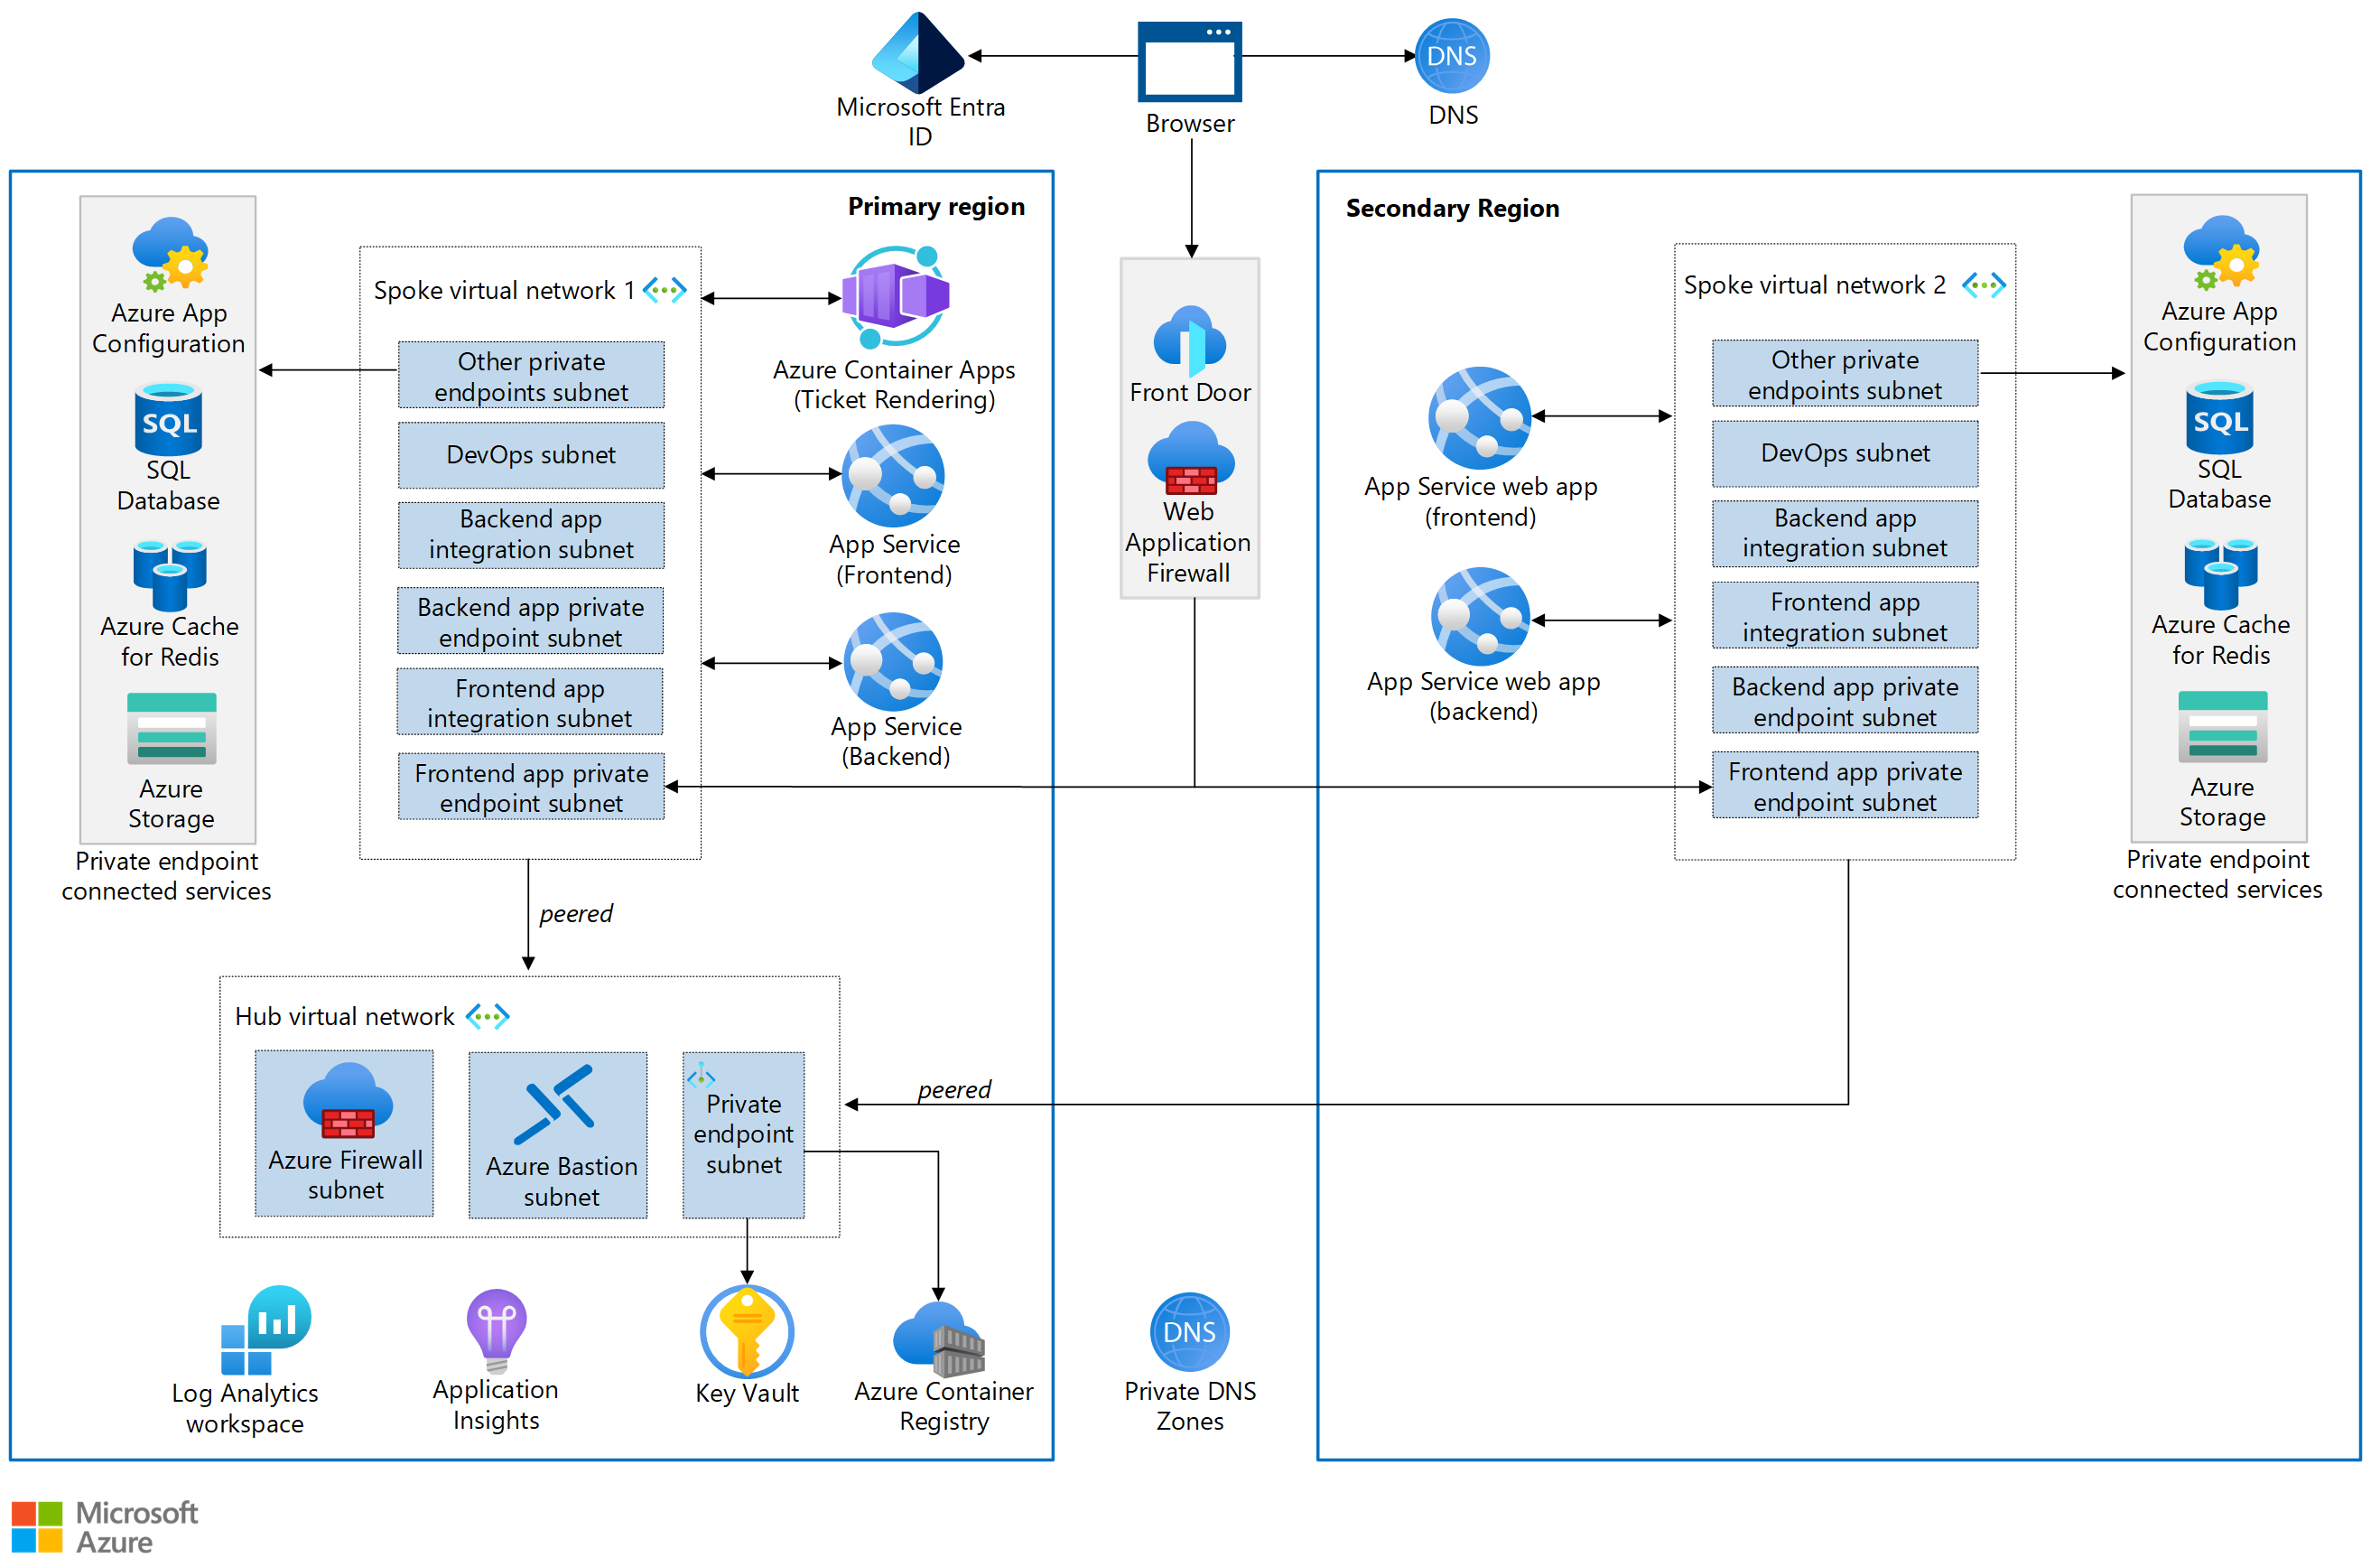 Microsoft Entra
ID
Browser
DNS
DNS
Primary region
Azure App
Configuration
SQL
SQL
Database
Azure Cache
for Redis
Azure
Storage
Private endpoint
connected services
Spoke virtual network 1
Other private
endpoints subnet
DevOps subnet
Backend app
integration subnet
Backend app private
endpoint subnet
Frontend app
integration subnet
Frontend app private
endpoint subnet
Azure Container Apps
(Ticket Rendering)
App Service
(Frontend)
App Service
(Backend)
peered
Hub virtual network
Azure Firewall
subnet
Azure Bastion
subnet
Private
endpoint
subnet
peered
Log Analytics
workspace
Application
Insights
Key Vault
Azure Container
Registry
Front Door
Web
Application
Firewall
DNS
Private DNS
Zones
Secondary Region
App Service web app
(frontend)
App Service web app
(backend)
Spoke virtual network 2
Other private
endpoints subnet
DevOps subnet
Backend app
integration subnet
Frontend app
integration subnet
Backend app private
endpoint subnet
Frontend app private
endpoint subnet
Azure App
Configuration
SQL
SQL
Database
Azure Cache
for Redis
Azure
Storage
Private endpoint
connected services
Microsoft
Azure